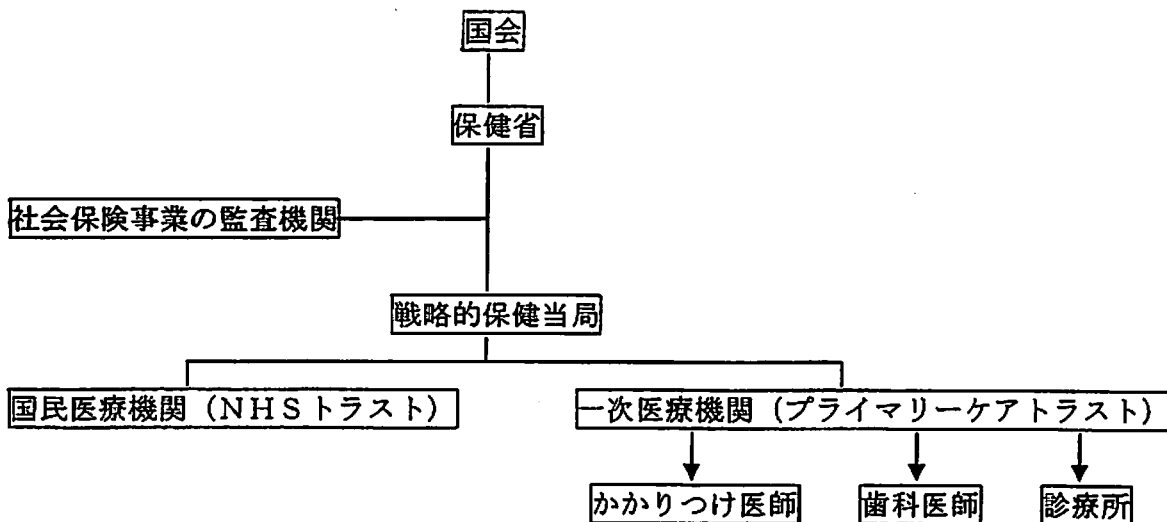 国会
保健省
社会保険事業の監査機関
戦略的保健当局
国民医療機関（ＮＨＳトラスト）
一次医療機関（プライマリーケアトラスト）
かかりつけ医師
歯科医師
診療所